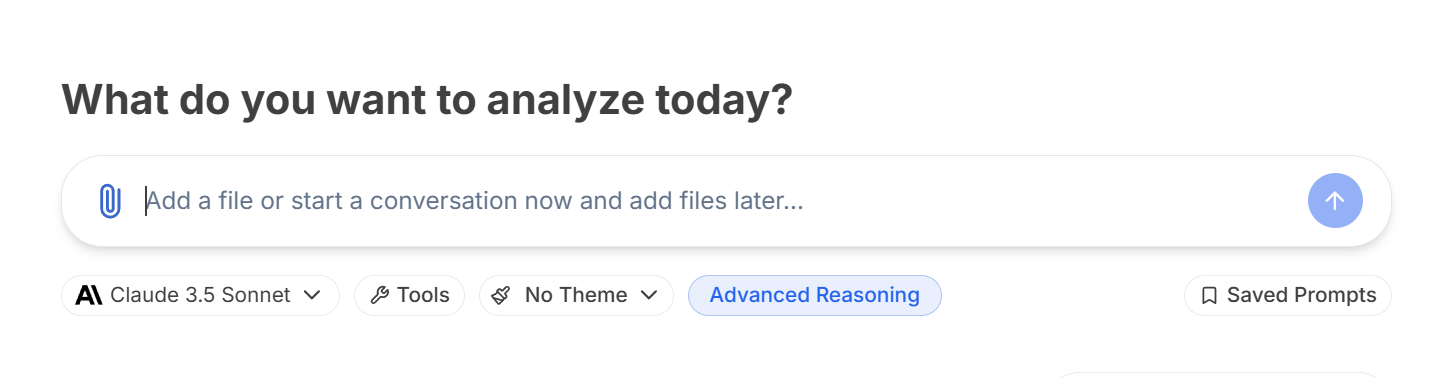 What do you want to analyze today?
Add a file or start a conversation now and add files later...
Claude 3.5 Sonnet
Tools
No Theme
Advanced Reasoning
Saved Prompts